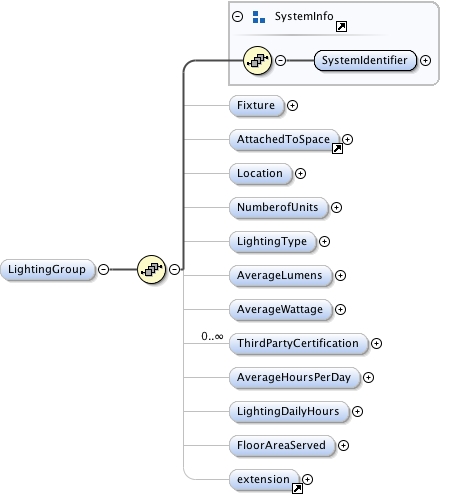 SystemInfo
SystemIdentifier
Fixture
AttachedToSpace
Location
NumberofUnits
LightingType
LightingGroup
AverageLumens
AverageWattage
0..∞
ThirdPartyCertification
AverageHoursPerDay
LightingDailyHours
FloorAreaServed
extension